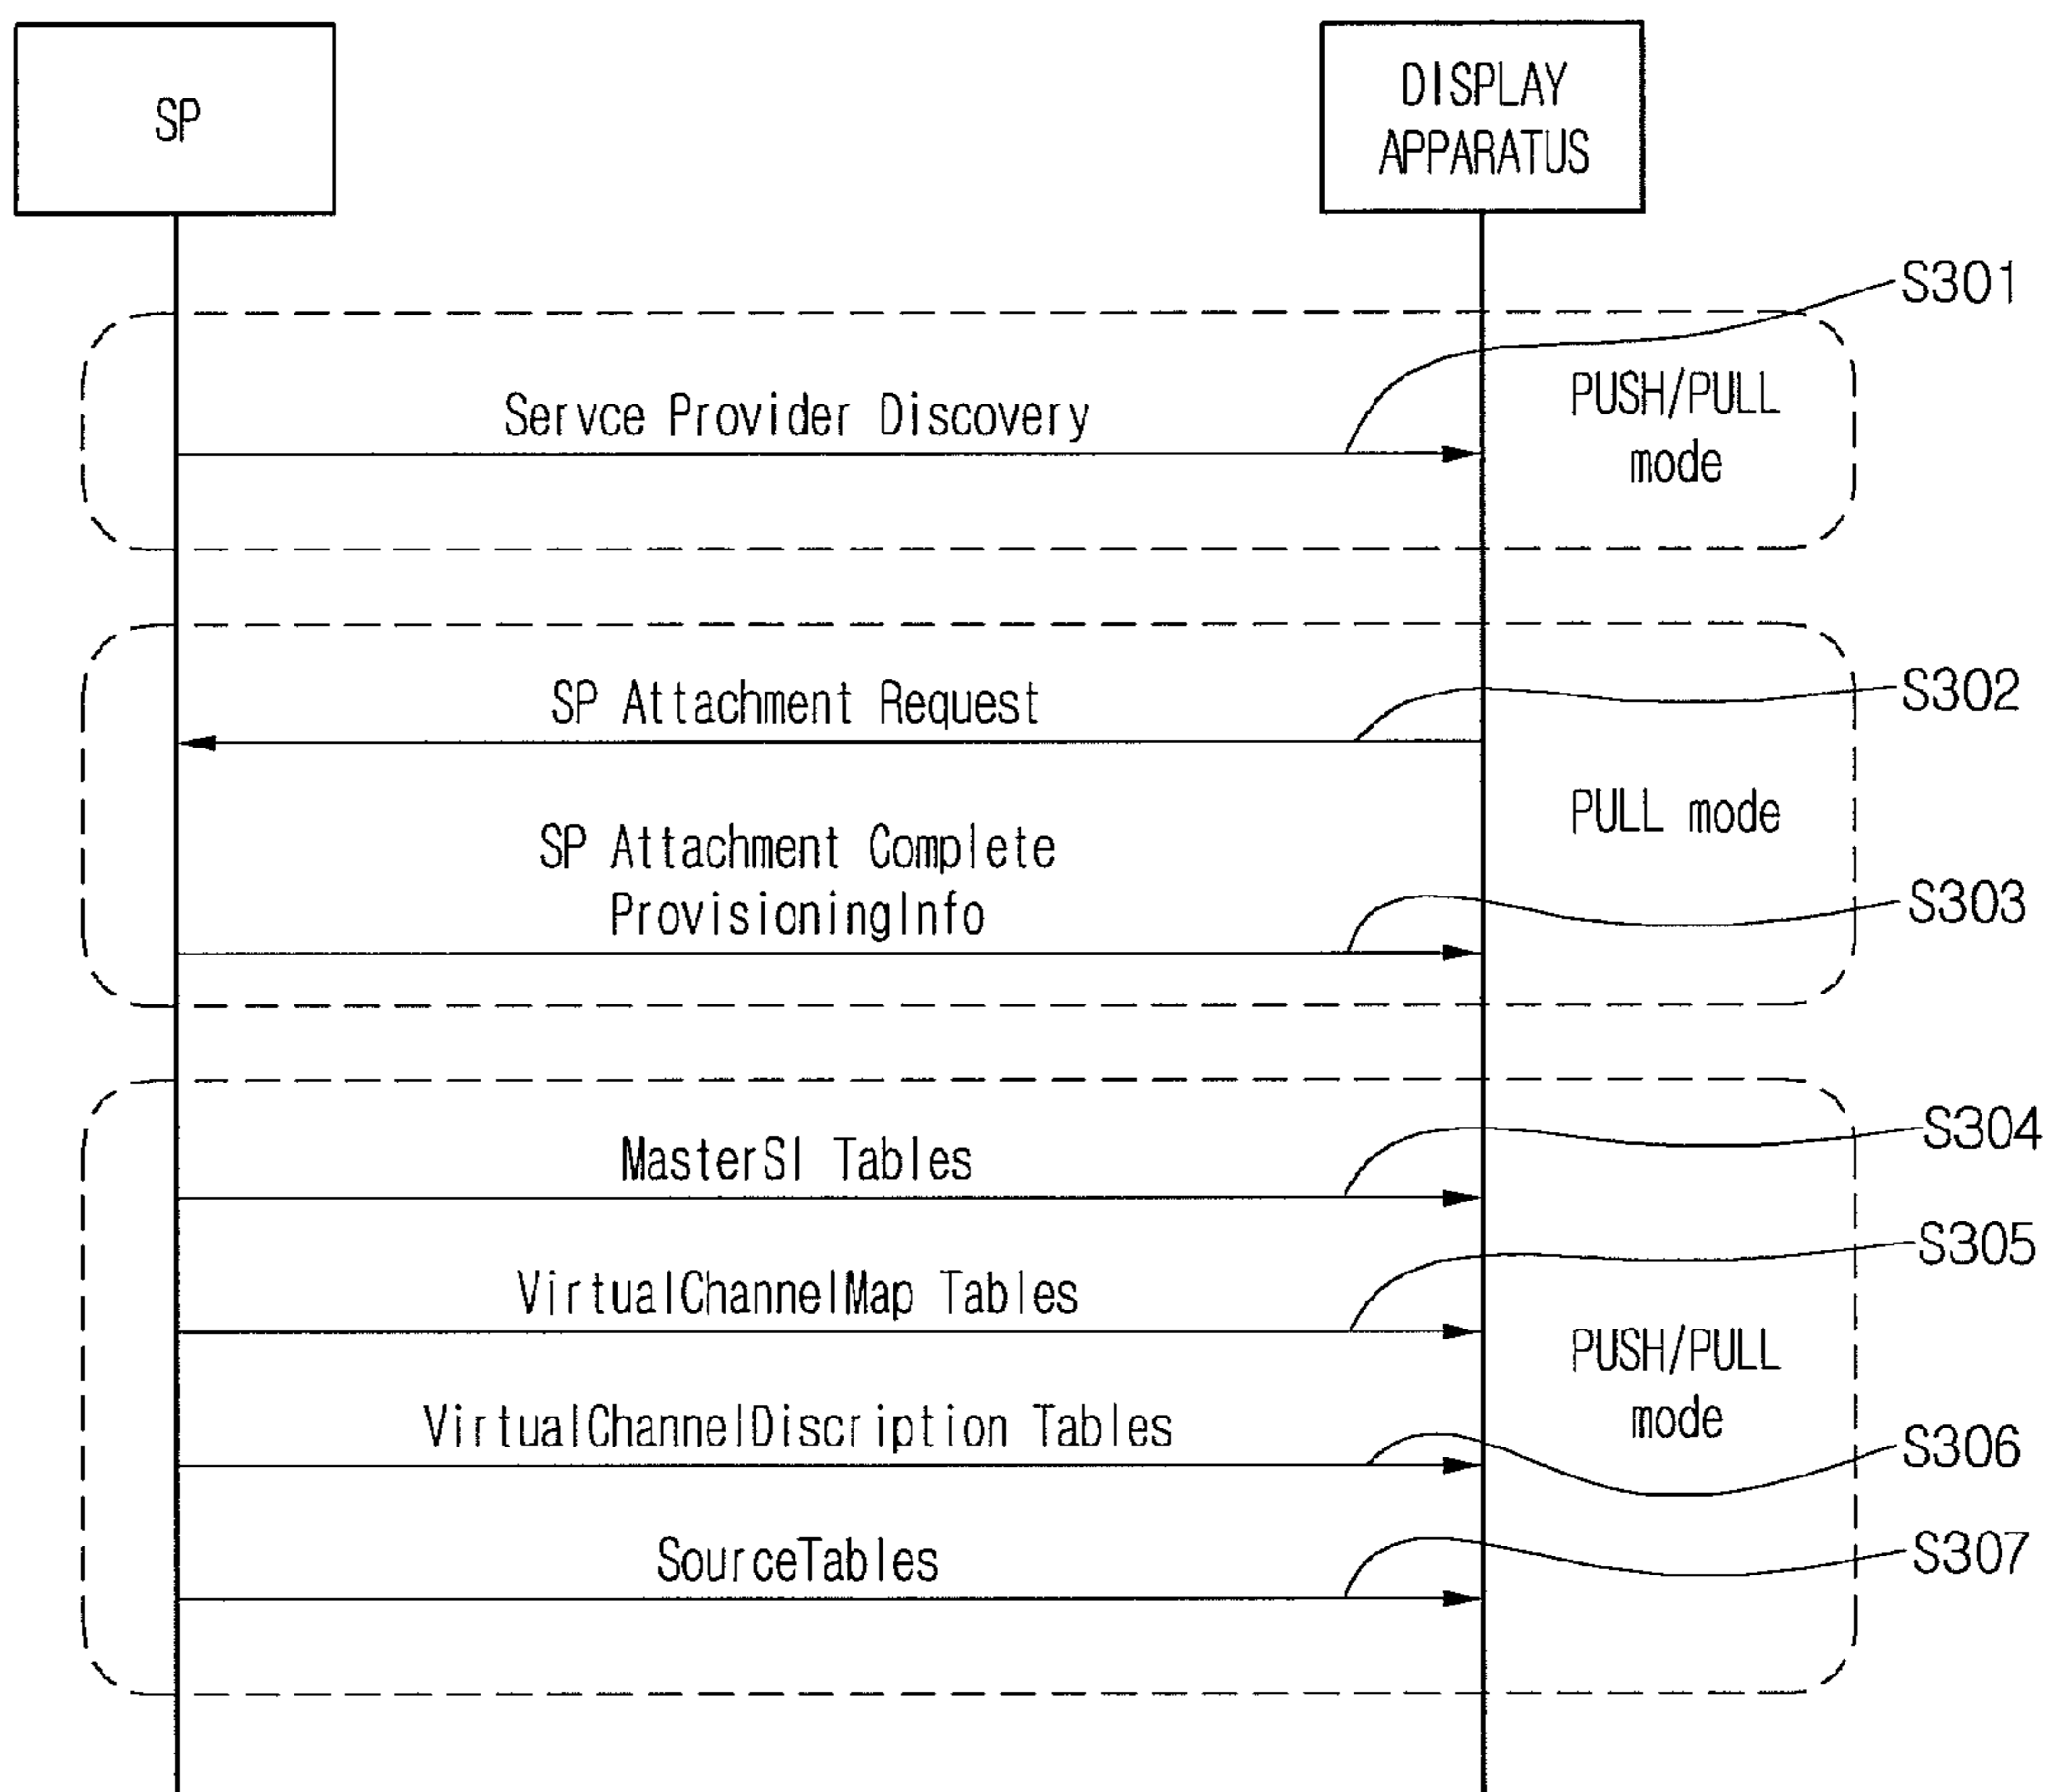 SP
DISPLAY
APPARATUS
S301
Servce Provider Discovery
PUSH/PULL
mode
SP Attachment Request
S302
PULL mode
SP Attachment Complete
ProvisioningInfo
S303
MasterSI Tables
S304
VirtualChannelMap Tables
S305
PUSH/PULL
mode
VirtualChannelDiscription Tables
S306
SourceTables
S307